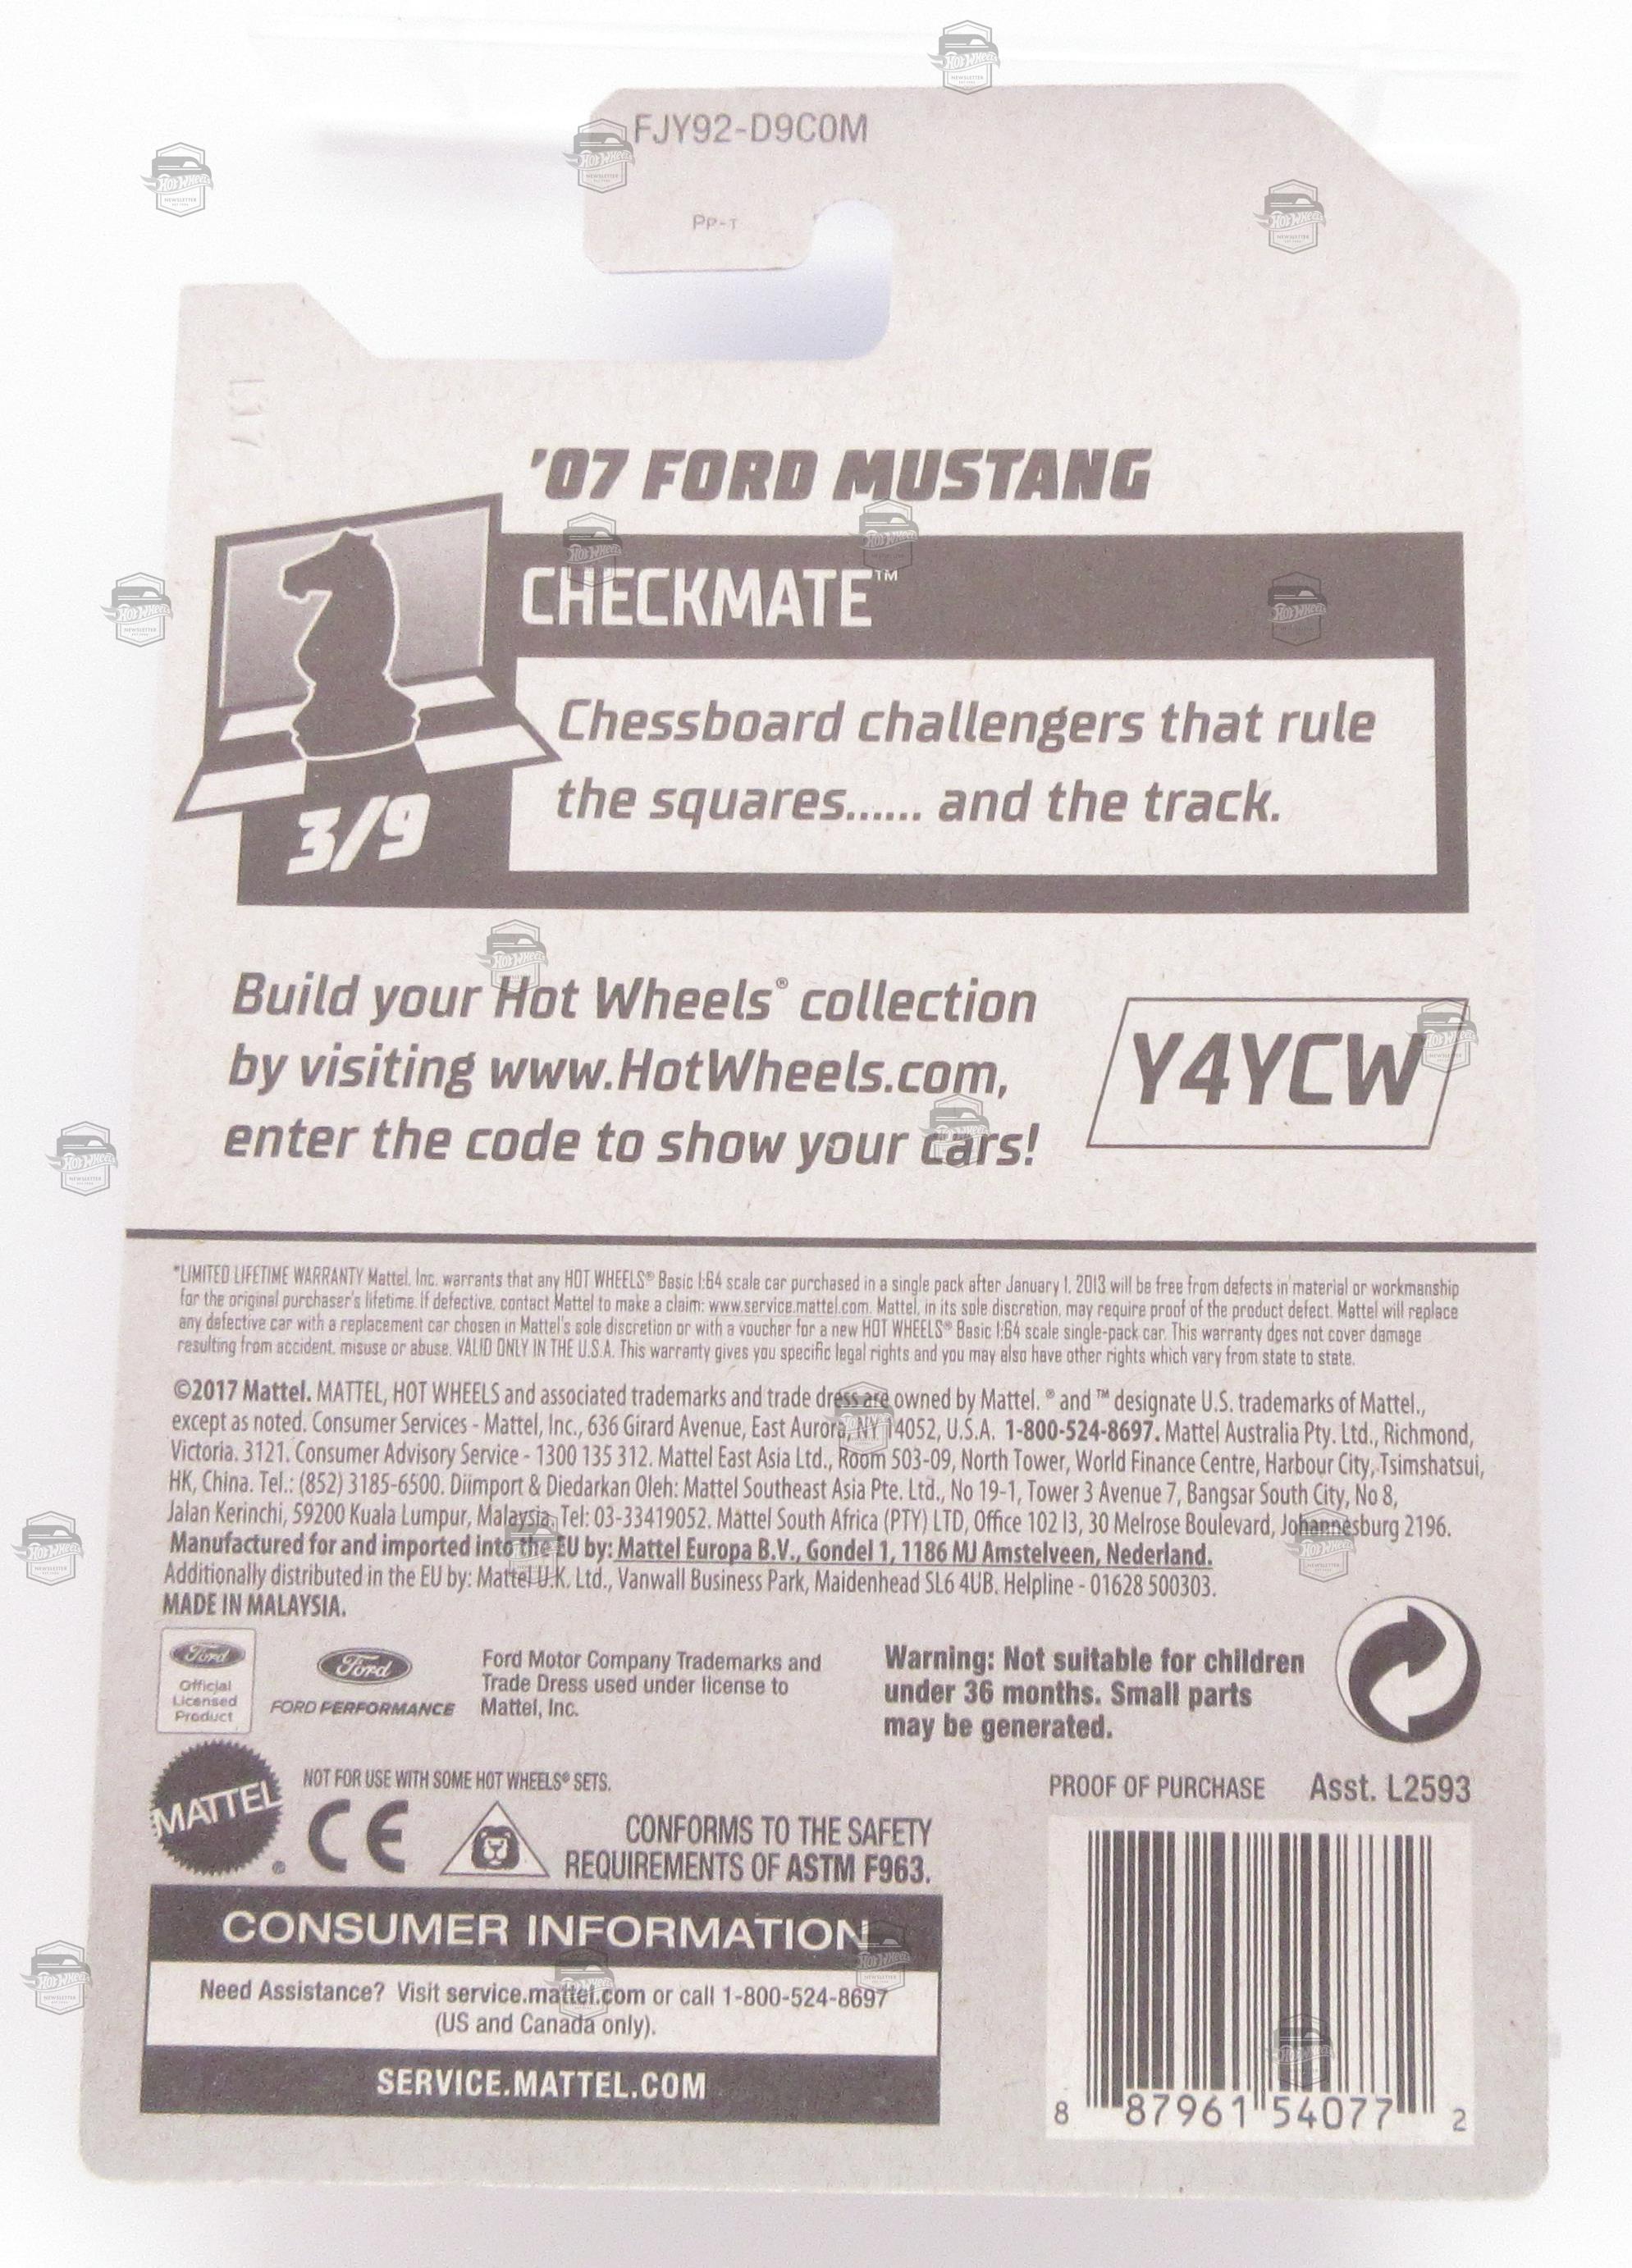 FJY92-D9C0M
PP-T
L37
'07 FORD MUSTANG
CHECKMATE™
Chessboard challengers that rule
the squares...... and the track.
3/9
Build your Hot Wheels® collection
by visiting www.HotWheels.com,
enter the code to show your cars!
Y4YCW
*LIMITED LIFETIME WARRANTY Mattel, Inc. warrants that any HOT WHEELS® Basic 1:64 scale car purchased in a single pack after January 1, 2013 will be free from defects in material or workmanship
for the original purchaser's lifetime. If defective, contact Mattel to make a claim: www.service.mattel.com. Mattel, in its sole discretion, may require proof of the product defect. Mattel will replace
any defective car with a replacement car chosen in Mattel's sole discretion or with a voucher for a new HOT WHEELS® Basic 1:64 scale single-pack car. This warranty does not cover damage
resulting from accident, misuse or abuse. VALID ONLY IN THE U.S.A. This warranty gives you specific legal rights and you may also have other rights which vary from state to state.
©2017 Mattel. MATTEL, HOT WHEELS and associated trademarks and trade dress are owned by Mattel. ® and ™ designate U.S. trademarks of Mattel.,
except as noted. Consumer Services - Mattel, Inc., 636 Girard Avenue, East Aurora, NY 14052, U.S.A. 1-800-524-8697. Mattel Australia Pty. Ltd., Richmond,
Victoria. 3121. Consumer Advisory Service - 1300 135 312. Mattel East Asia Ltd., Room 503-09, North Tower, World Finance Centre, Harbour City, Tsimshatsui,
HK, China. Tel.: (852) 3185-6500. Diimport & Diedarkan Oleh: Mattel Southeast Asia Pte. Ltd., No 19-1, Tower 3 Avenue 7, Bangsar South City, No 8,
Jalan Kerinchi, 59200 Kuala Lumpur, Malaysia. Tel: 03-33419052. Mattel South Africa (PTY) LTD, Office 102 I3, 30 Melrose Boulevard, Johannesburg 2196.
Manufactured for and imported into the EU by: Mattel Europa B.V., Gondel 1, 1186 MJ Amstelveen, Nederland.
Additionally distributed in the EU by: Mattel U.K. Ltd., Vanwall Business Park, Maidenhead SL6 4UB. Helpline - 01628 500303.
MADE IN MALAYSIA.
Ford
Official
Licensed
Product
Ford
FORD PERFORMANCE
Ford Motor Company Trademarks and
Trade Dress used under license to
Mattel, Inc.
Warning: Not suitable for children
under 36 months. Small parts
may be generated.
MATTEL®
NOT FOR USE WITH SOME HOT WHEELS® SETS.
CE
CONFORMS TO THE SAFETY
REQUIREMENTS OF ASTM F963.
PROOF OF PURCHASE Asst. L2593
CONSUMER INFORMATION
Need Assistance? Visit service.mattel.com or call 1-800-524-8697
(US and Canada only).
SERVICE.MATTEL.COM
8 87961 54077 2
HOT WHEELS
NEWSLETTER